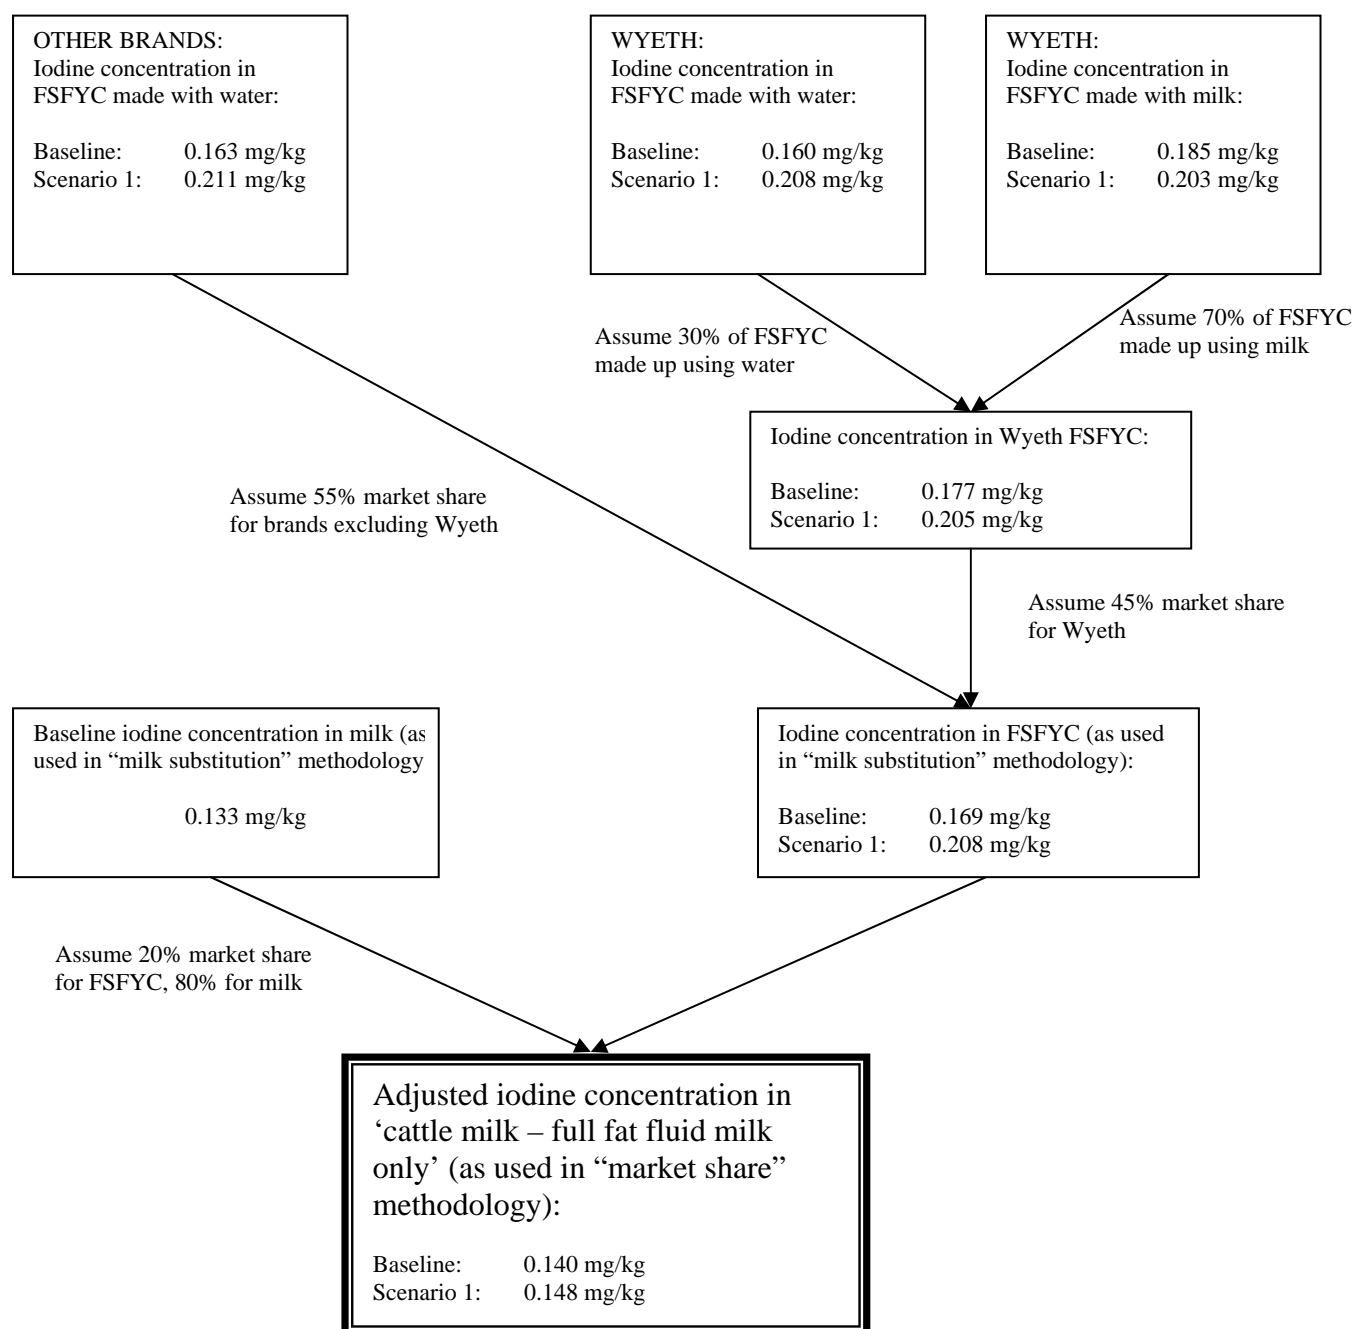 OTHER BRANDS:
Iodine concentration in
FSFYC made with water:
Baseline: 0.163 mg/kg
Scenario 1: 0.211 mg/kg
WYETH:
Iodine concentration in
FSFYC made with water:
Baseline: 0.160 mg/kg
Scenario 1: 0.208 mg/kg
WYETH:
Iodine concentration in
FSFYC made with milk:
Baseline: 0.185 mg/kg
Scenario 1: 0.203 mg/kg
Assume 30% of FSFYC
made up using water
Assume 70% of FSFYC
made up using milk
Iodine concentration in Wyeth FSFYC:
Baseline: 0.177 mg/kg
Scenario 1: 0.205 mg/kg
Assume 55% market share
for brands excluding Wyeth
Assume 45% market share
for Wyeth
Baseline iodine concentration in milk (as
used in “milk substitution” methodology
0.133 mg/kg
Iodine concentration in FSFYC (as used
in “milk substitution” methodology):
Baseline: 0.169 mg/kg
Scenario 1: 0.208 mg/kg
Assume 20% market share
for FSFYC, 80% for milk
Adjusted iodine concentration in
‘cattle milk – full fat fluid milk
only’ (as used in “market share”
methodology):
Baseline: 0.140 mg/kg
Scenario 1: 0.148 mg/kg